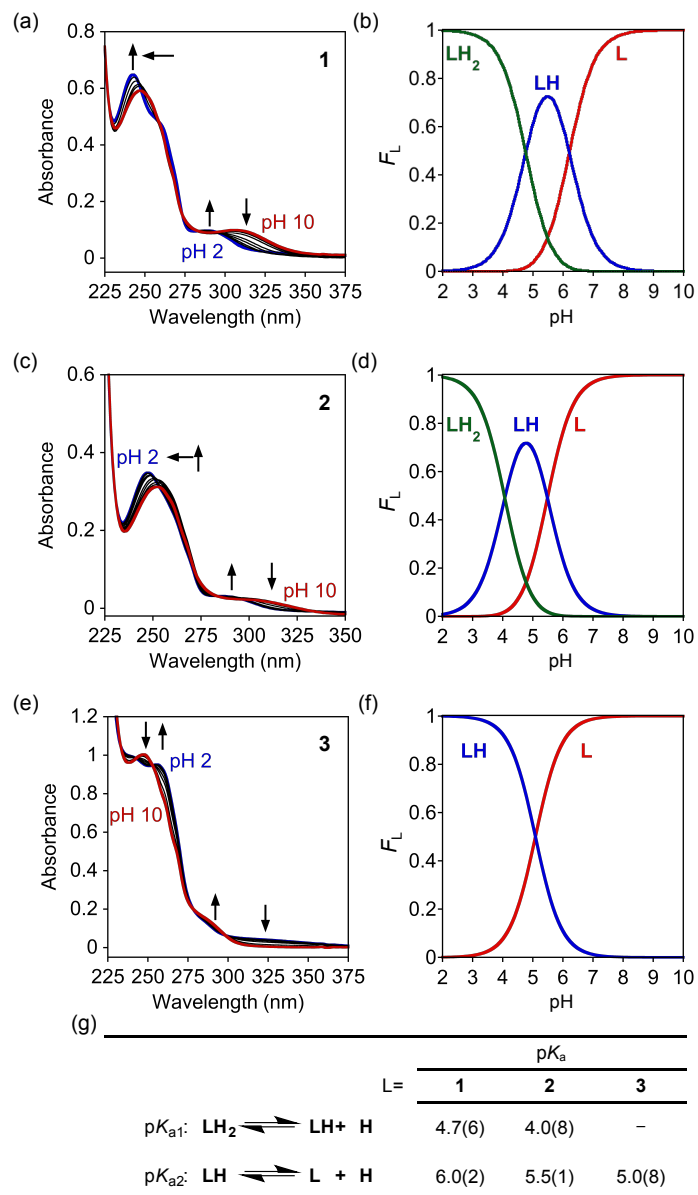 (a)
1
Absorbance
0.8
0.6
0.4
0.2
0
pH 10
pH 2
225 250 275 300 325 350 375
Wavelength (nm)
(b)
F_L
1
0.8
0.6
0.4
0.2
0
LH₂
LH
L
2 3 4 5 6 7 8 9 10
pH
(c)
2
Absorbance
0.6
0.4
0.2
0
pH 2
pH 10
225 250 275 300 325 350
Wavelength (nm)
(d)
F_L
1
0.8
0.6
0.4
0.2
0
LH₂
LH
L
2 3 4 5 6 7 8 9 10
pH
(e)
3
Absorbance
1.2
1
0.8
0.6
0.4
0.2
0
pH 2
pH 10
225 250 275 300 325 350 375
Wavelength (nm)
(f)
F_L
1
0.8
0.6
0.4
0.2
0
LH
L
2 3 4 5 6 7 8 9 10
pH
(g)
pKa
L= 1 2 3
pKa1: LH₂ ⇌ LH + H 4.7(6) 4.0(8) –
pKa2: LH ⇌ L + H 6.0(2) 5.5(1) 5.0(8)